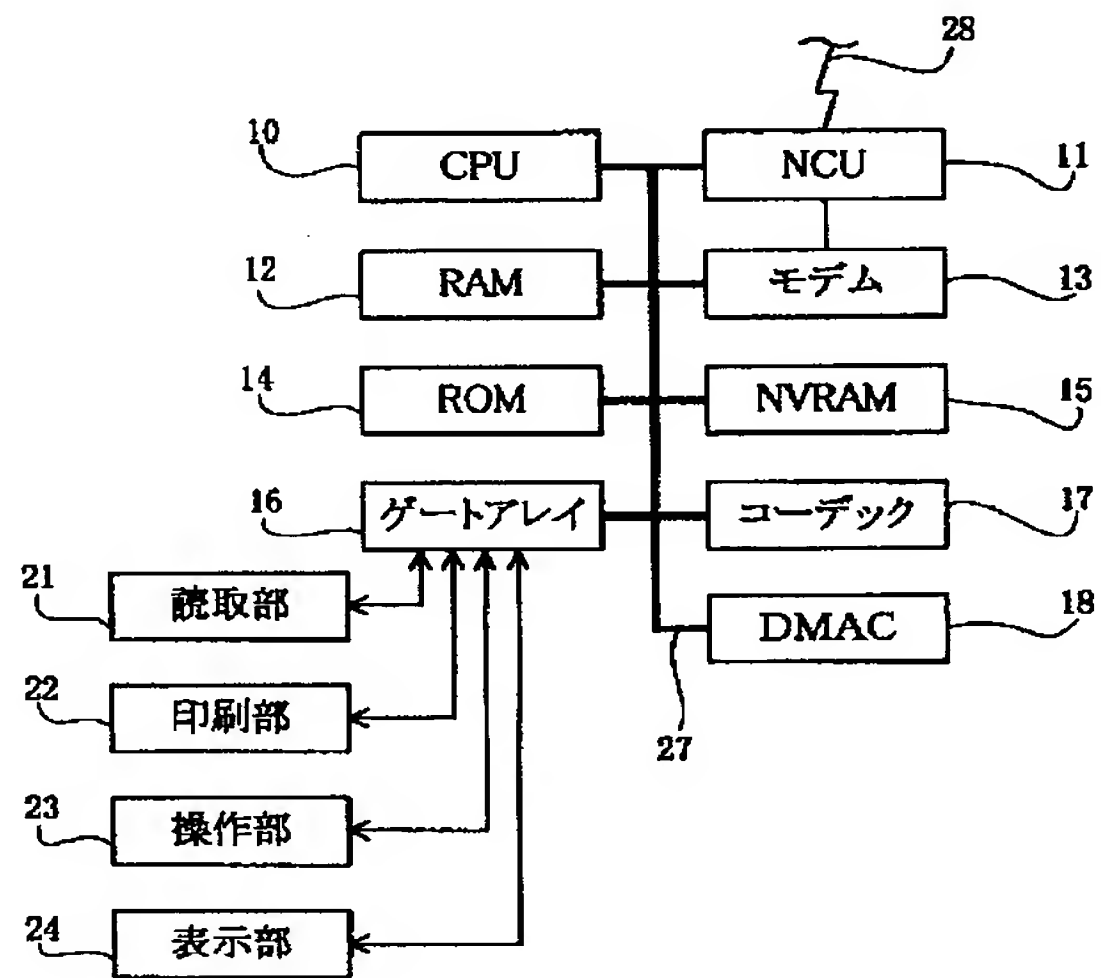 28
10 CPU NCU 11
12 RAM モデム 13
14 ROM NVRAM 15
16 ゲートアレイ コーデック 17
21 読取部 DMAC 18
22 印刷部 27
23 操作部
24 表示部